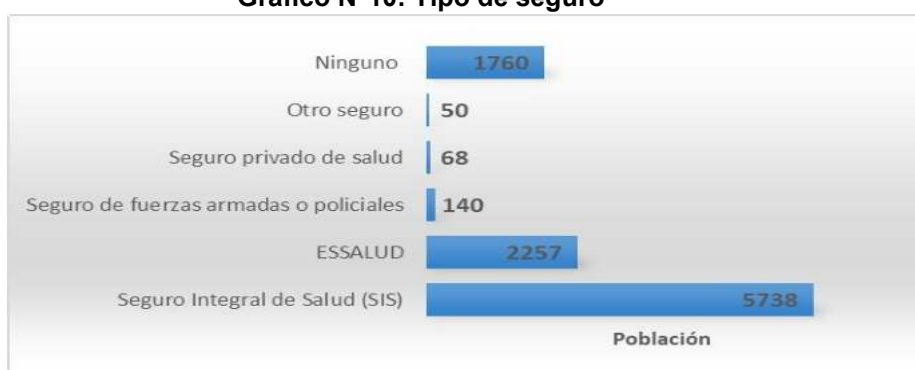 Gráfico N°10: Tipo de seguro
Ninguno 1760
Otro seguro 50
Seguro privado de salud 68
Seguro de fuerzas armadas o policiales 140
ESSALUD 2257
Seguro Integral de Salud (SIS) 5738
Población